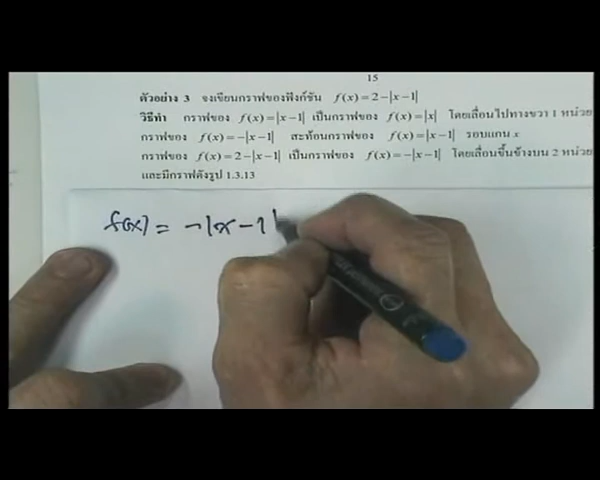 15
ตัวอย่าง 3 จงเขียนกราฟของฟังก์ชัน f(x)=2-|x-1|
วิธีทำ กราฟของ f(x)=|x-1| เป็นกราฟของ f(x)=|x| โดยเลื่อนไปทางขวา 1 หน่วย
กราฟของ f(x)=-|x-1| สะท้อนกราฟของ f(x)=|x-1| รอบแกน x
กราฟของ f(x)=2-|x-1| เป็นกราฟของ f(x)=-|x-1| โดยเลื่อนขึ้นข้างบน 2 หน่วย
และมีกราฟดังรูป 1.3.13
f(x) = -|x-1|